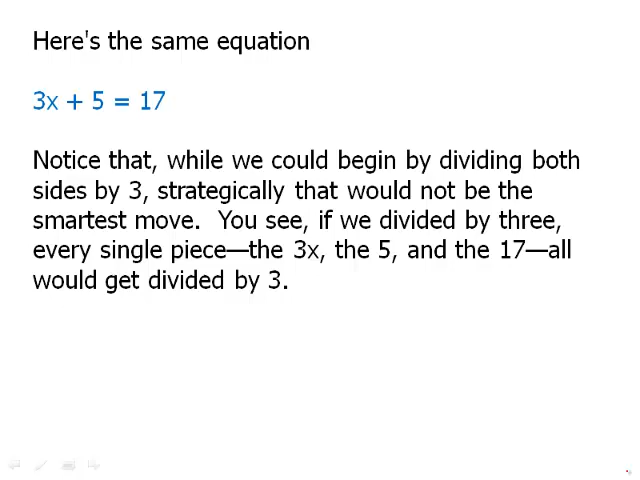 Here's the same equation
3x + 5 = 17
Notice that, while we could begin by dividing both
sides by 3, strategically that would not be the
smartest move.  You see, if we divided by three,
every single piece—the 3x, the 5, and the 17—all
would get divided by 3.